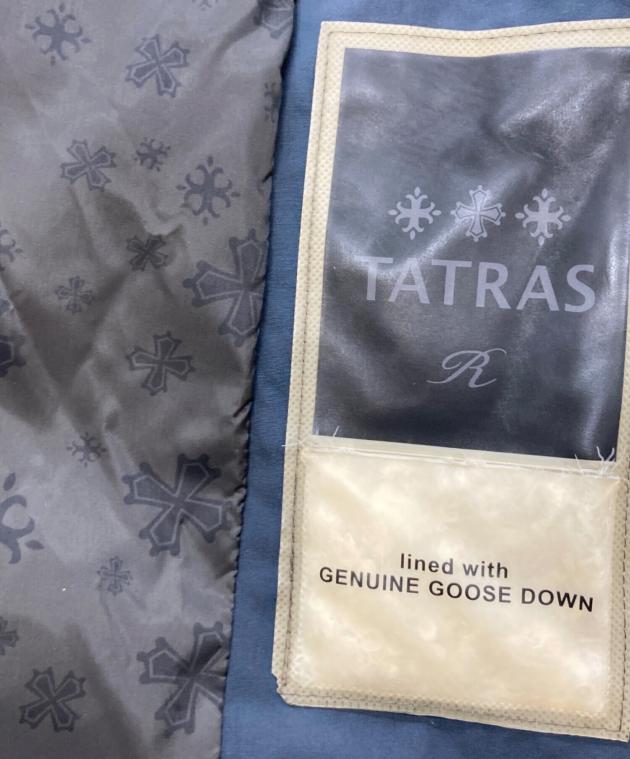 TATRAS
R
lined with
GENUINE GOOSE DOWN